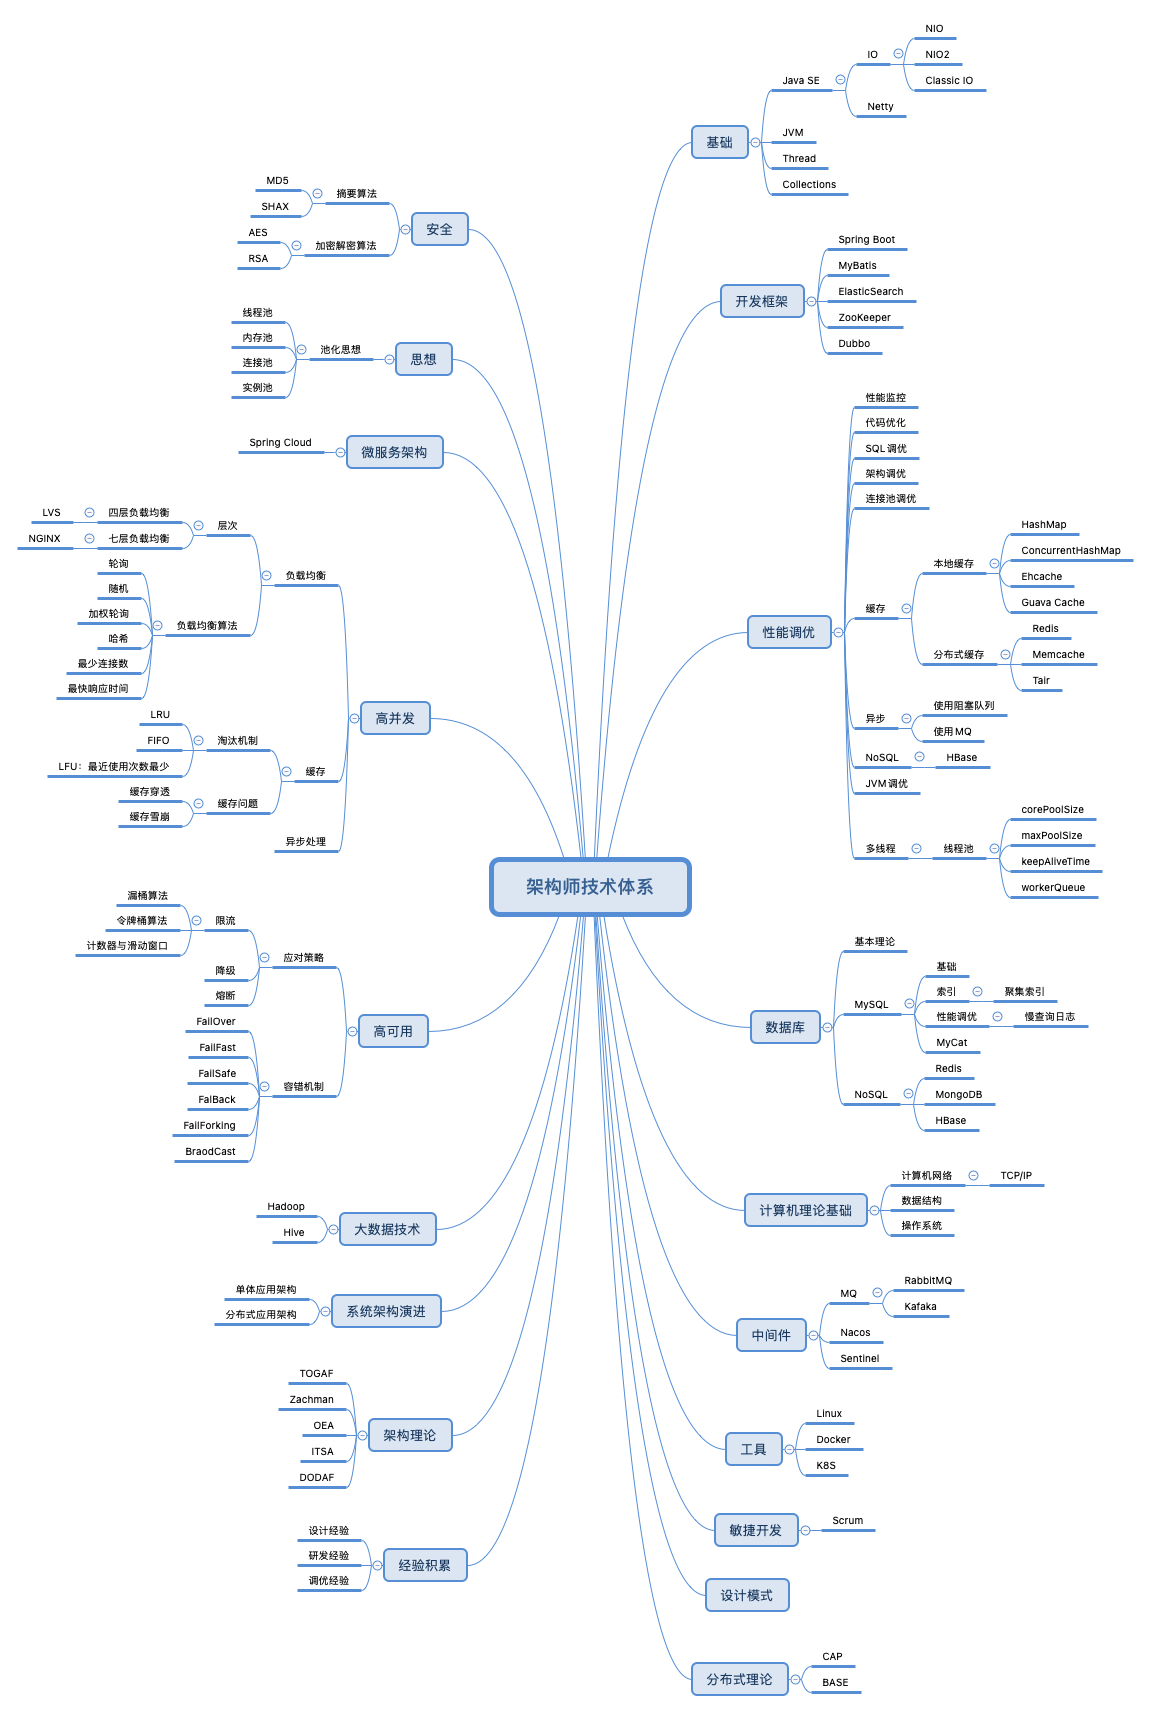 架构师技术体系
基础
Java SE
IO
NIO
NIO2
Classic IO
Netty
JVM
Thread
Collections
开发框架
Spring Boot
MyBatis
ElasticSearch
ZooKeeper
Dubbo
性能调优
性能监控
代码优化
SQL 调优
架构调优
连接池调优
缓存
本地缓存
HashMap
ConcurrentHashMap
Ehcache
Guava Cache
分布式缓存
Redis
Memcache
Tair
异步
使用阻塞队列
使用 MQ
NoSQL
HBase
JVM 调优
多线程
线程池
corePoolSize
maxPoolSize
keepAliveTime
workerQueue
数据库
基本理论
MySQL
基础
索引
聚集索引
性能调优
慢查询日志
MyCat
NoSQL
Redis
MongoDB
HBase
计算机理论基础
计算机网络
TCP/IP
数据结构
操作系统
中间件
MQ
RabbitMQ
Kafaka
Nacos
Sentinel
工具
Linux
Docker
K8S
敏捷开发
Scrum
设计模式
分布式理论
CAP
BASE
安全
摘要算法
MD5
SHAX
加密解密算法
AES
RSA
思想
池化思想
线程池
内存池
连接池
实例池
微服务架构
Spring Cloud
高并发
负载均衡
层次
四层负载均衡
LVS
七层负载均衡
NGINX
负载均衡算法
轮询
随机
加权轮询
哈希
最少连接数
最快响应时间
缓存
淘汰机制
LRU
FIFO
LFU：最近使用次数最少
缓存问题
缓存穿透
缓存雪崩
异步处理
高可用
应对策略
限流
漏桶算法
令牌桶算法
计数器与滑动窗口
降级
熔断
容错机制
FailOver
FailFast
FailSafe
FalBack
FailForking
BraodCast
大数据技术
Hadoop
Hive
系统架构演进
单体应用架构
分布式应用架构
架构理论
TOGAF
Zachman
OEA
ITSA
DODAF
经验积累
设计经验
研发经验
调优经验